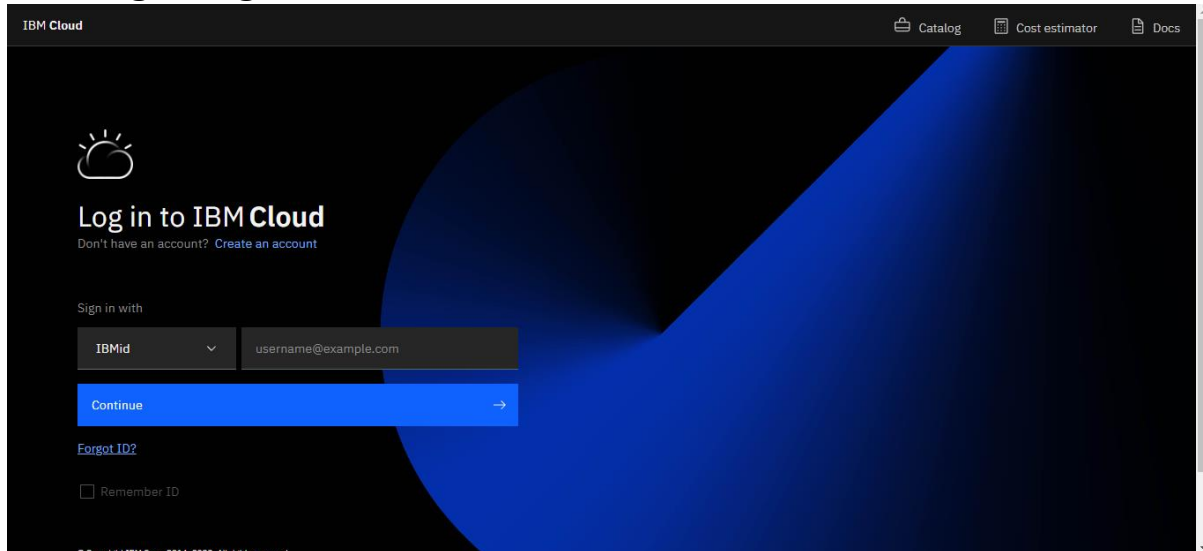 IBM Cloud
Catalog
Cost estimator
Docs
Log in to IBM Cloud
Don't have an account? Create an account
Sign in with
IBMid
username@example.com
Continue
Forgot ID?
Remember ID